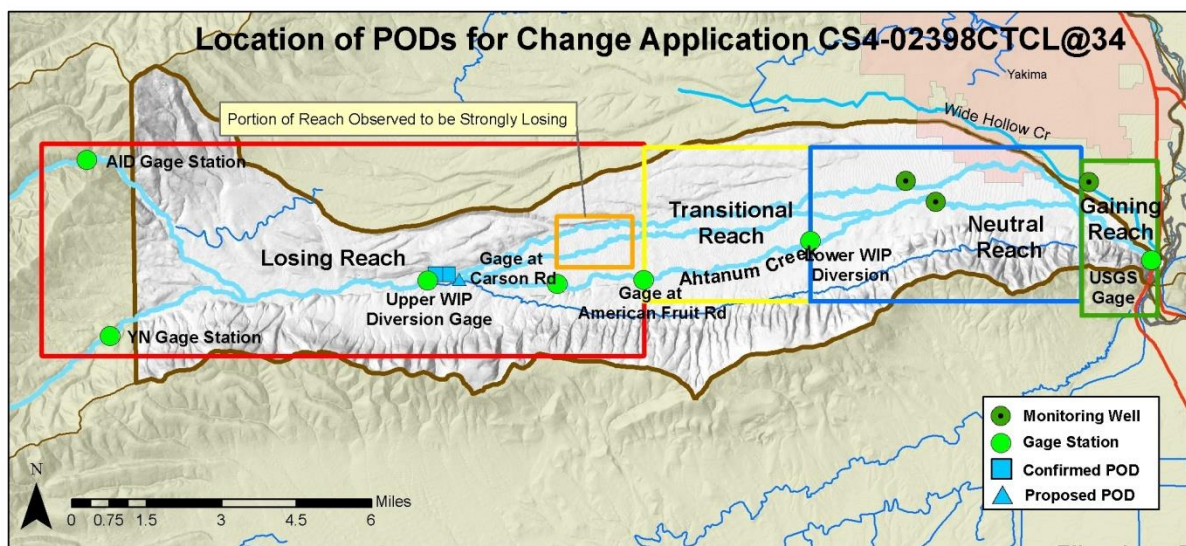 Location of PODs for Change Application CS4-02398CTCL@34
Yakima
Portion of Reach Observed to be Strongly Losing
Wide Hollow Cr
AID Gage Station
Losing Reach
Gage at
Carson Rd
Transitional
Reach
Neutral
Reach
Gaining
Reach
Upper WIP
Diversion Gage
Ahtanum Creek
Lower WIP
Diversion
Gage at
American Fruit Rd
USGS
Gage
YN Gage Station
Monitoring Well
Gage Station
Confirmed POD
Proposed POD
N
Miles
0 0.75 1.5 3 4.5 6